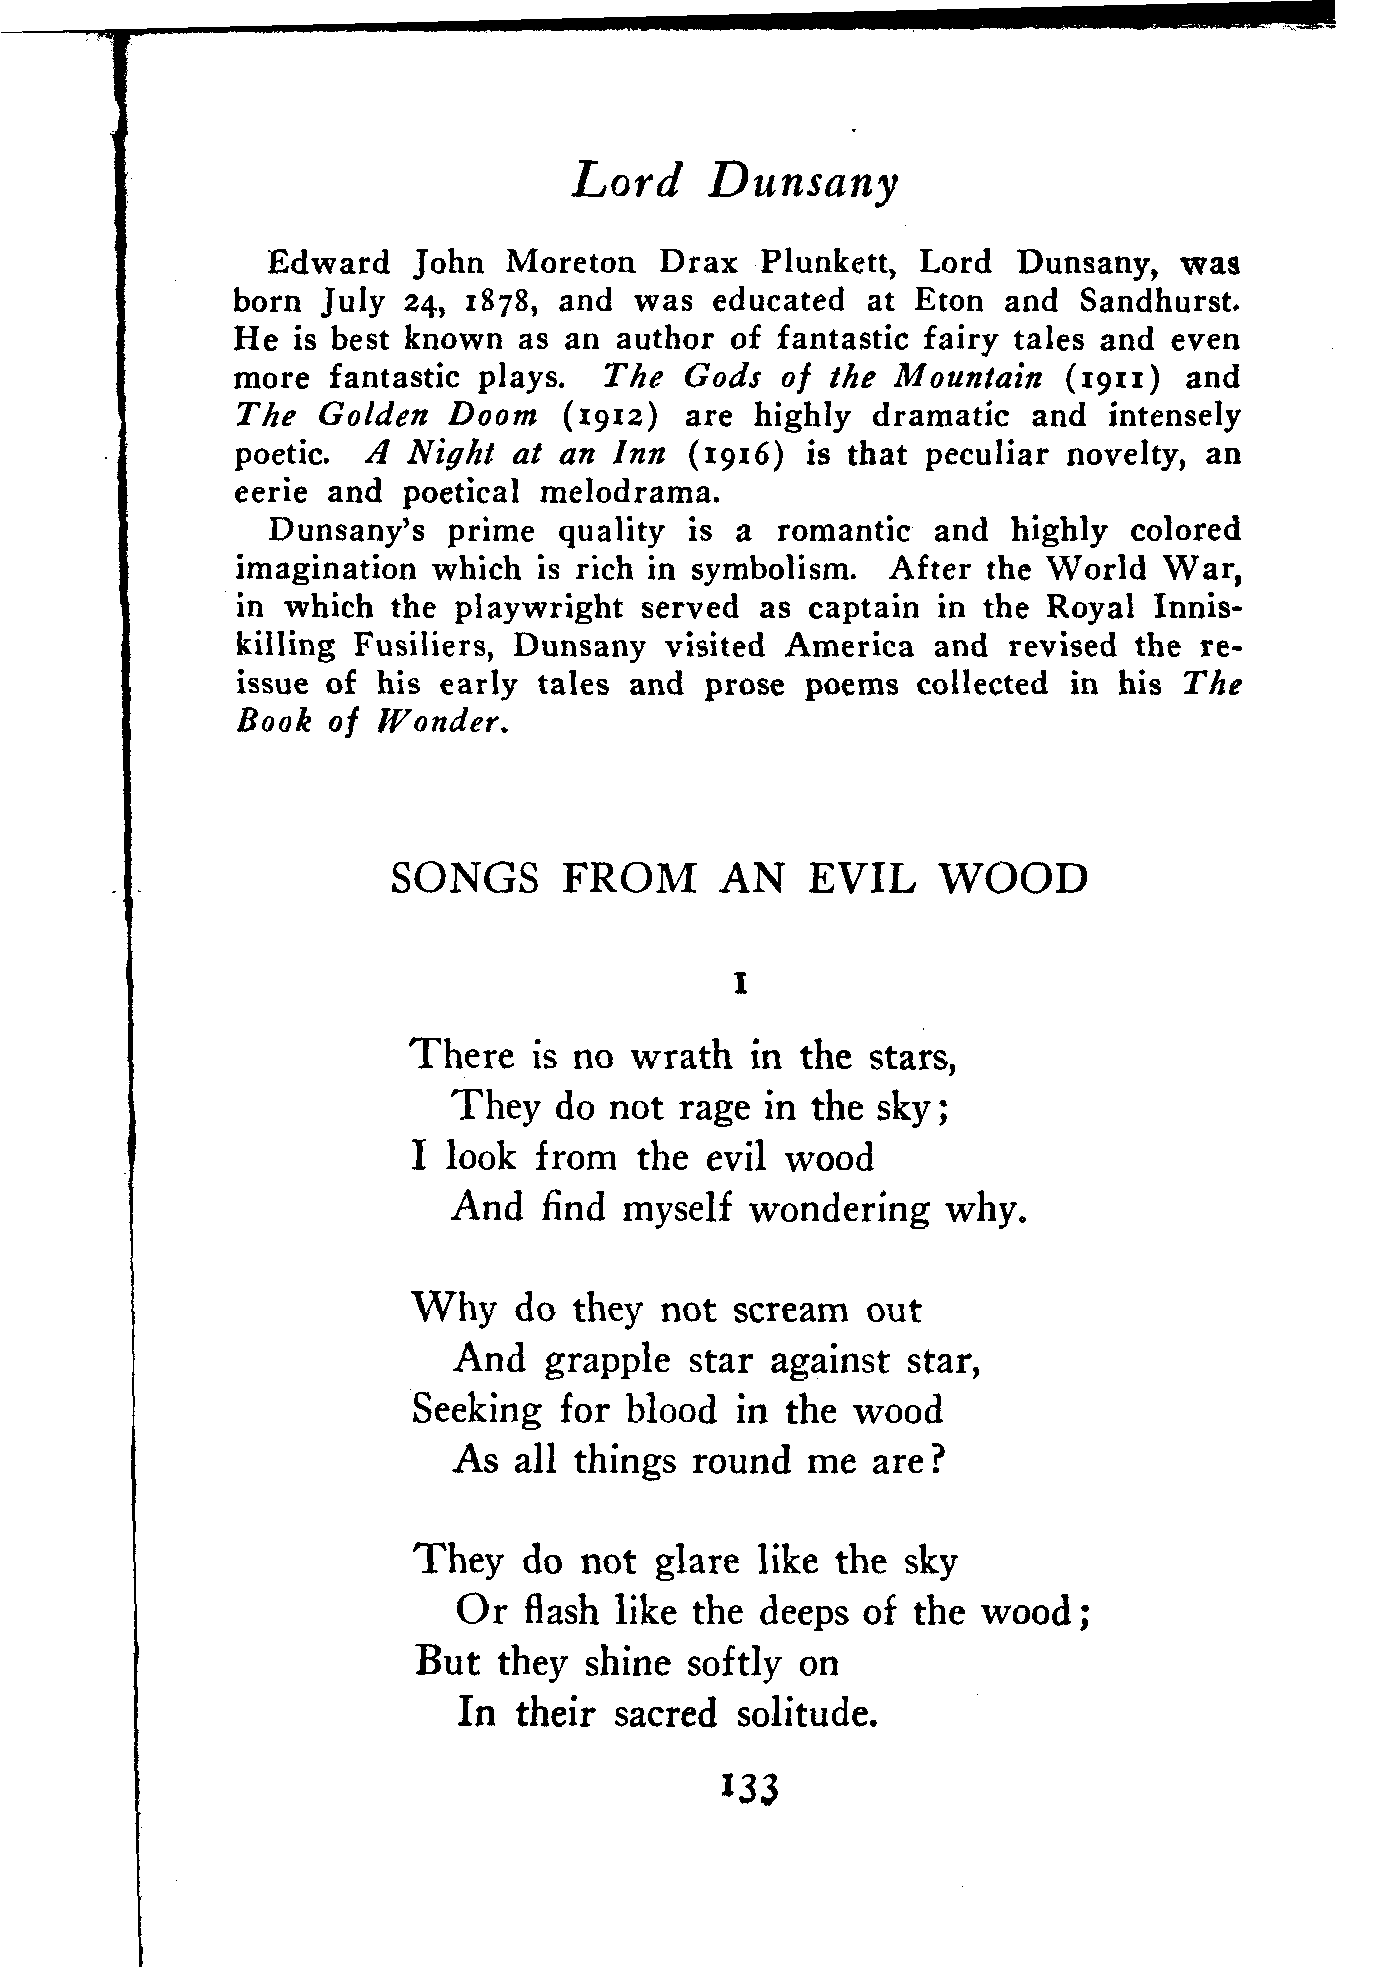 Lord Dunsany
Edward John Moreton Drax Plunkett, Lord Dunsany, was
born July 24, 1878, and was educated at Eton and Sandhurst.
He is best known as an author of fantastic fairy tales and even
more fantastic plays. The Gods of the Mountain (1911) and
The Golden Doom (1912) are highly dramatic and intensely
poetic. A Night at an Inn (1916) is that peculiar novelty, an
eerie and poetical melodrama.
Dunsany's prime quality is a romantic and highly colored
imagination which is rich in symbolism. After the World War,
in which the playwright served as captain in the Royal Innis-
killing Fusiliers, Dunsany visited America and revised the re-
issue of his early tales and prose poems collected in his The
Book of Wonder.
SONGS FROM AN EVIL WOOD
I
There is no wrath in the stars,
They do not rage in the sky;
I look from the evil wood
And find myself wondering why.
Why do they not scream out
And grapple star against star,
Seeking for blood in the wood
As all things round me are?
They do not glare like the sky
Or flash like the deeps of the wood;
But they shine softly on
In their sacred solitude.
133